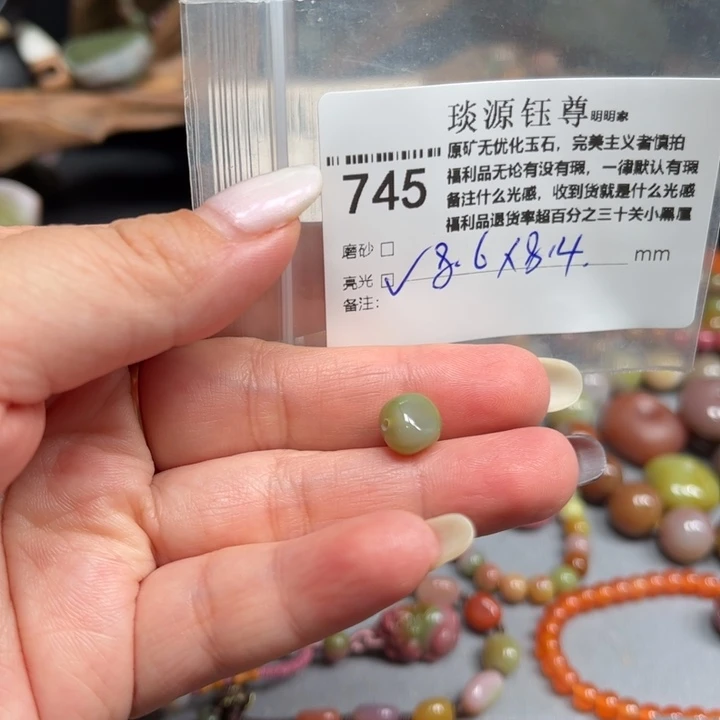 琰源钰尊明明家
原矿无优化玉石，完美主义者慎拍
福利品无论有没有瑕，一律默认有瑕
备注什么光感，收到货就是什么光感
福利品退货率超百分之三十关小黑屋
745
磨砂 □
亮光 ☑ 8.6×8.4. mm
备注：